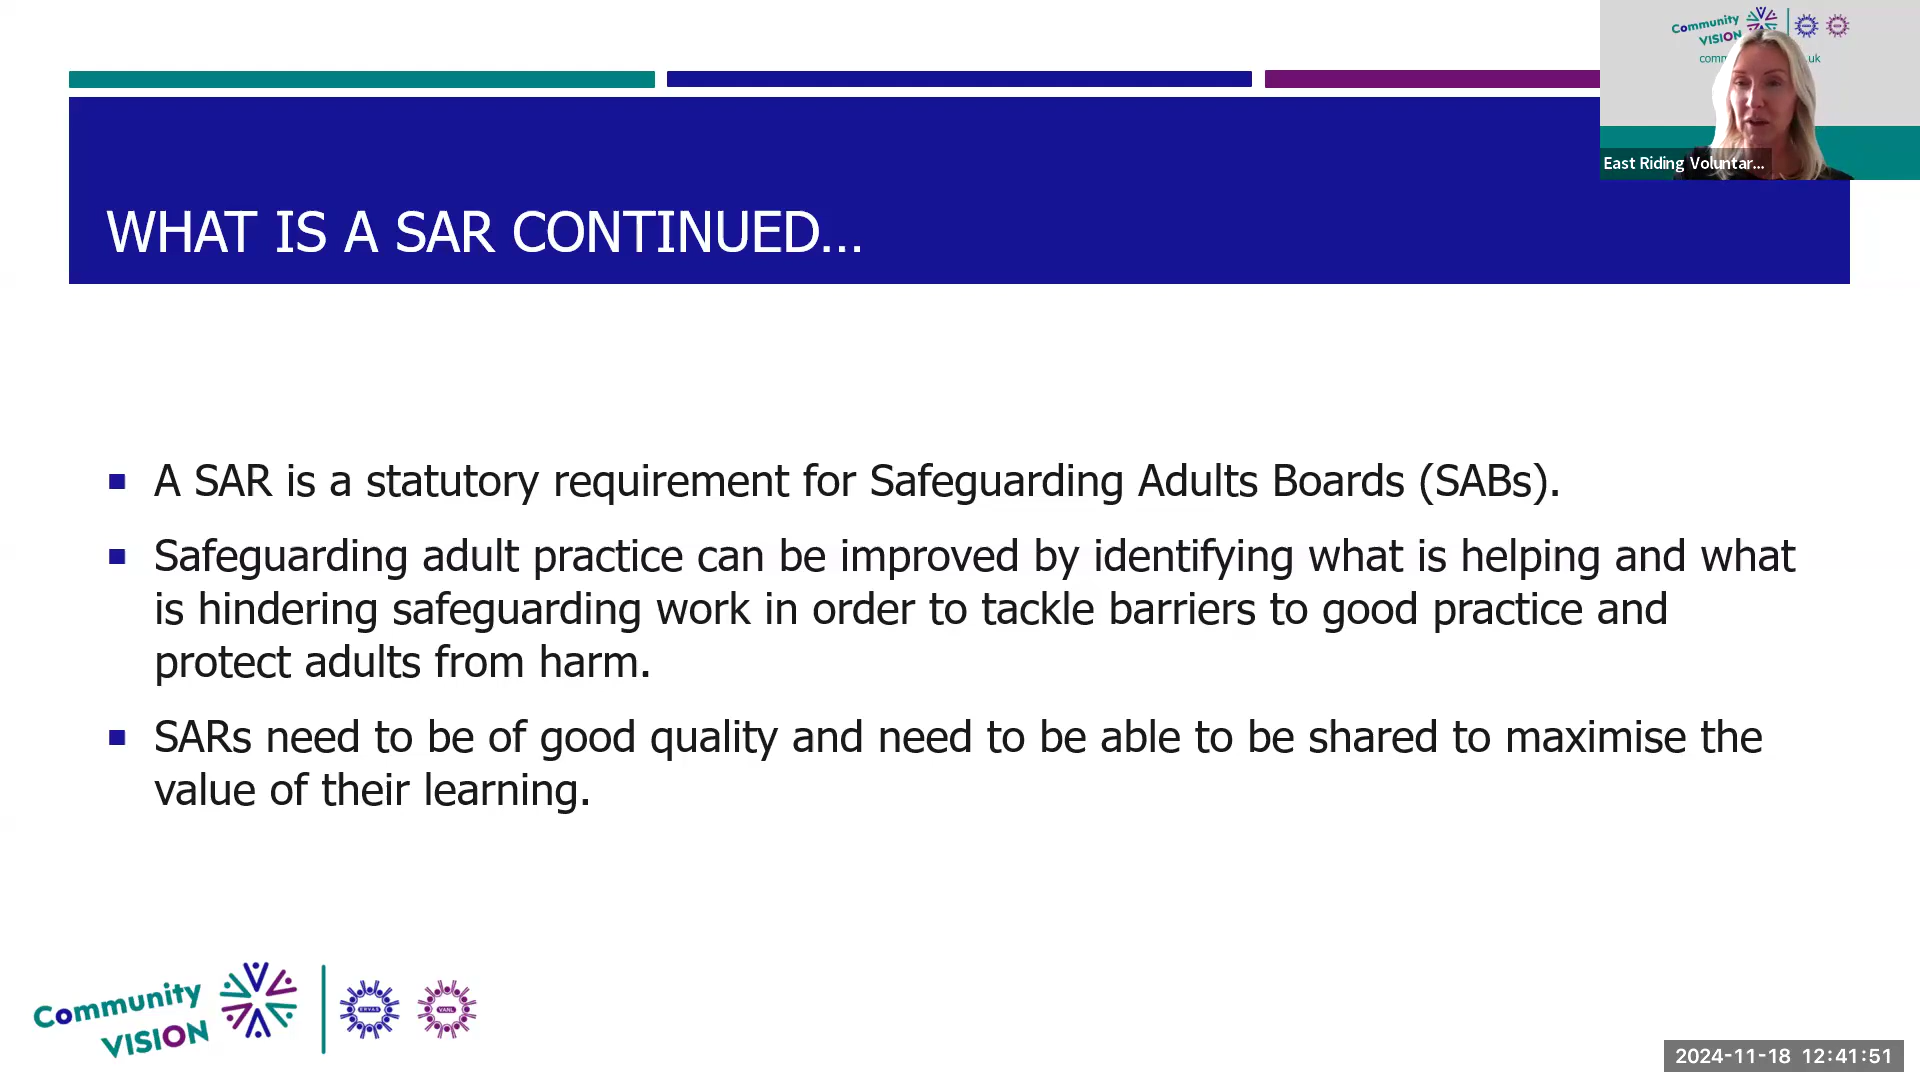 Community
VISION
comm
uk
East Riding Voluntar...
WHAT IS A SAR CONTINUED...
A SAR is a statutory requirement for Safeguarding Adults Boards (SABs).
Safeguarding adult practice can be improved by identifying what is helping and what
is hindering safeguarding work in order to tackle barriers to good practice and
protect adults from harm.
SARs need to be of good quality and need to be able to be shared to maximise the
value of their learning.
Community
VISION
ERVAS
VANL
2024-11-18 12:41:51